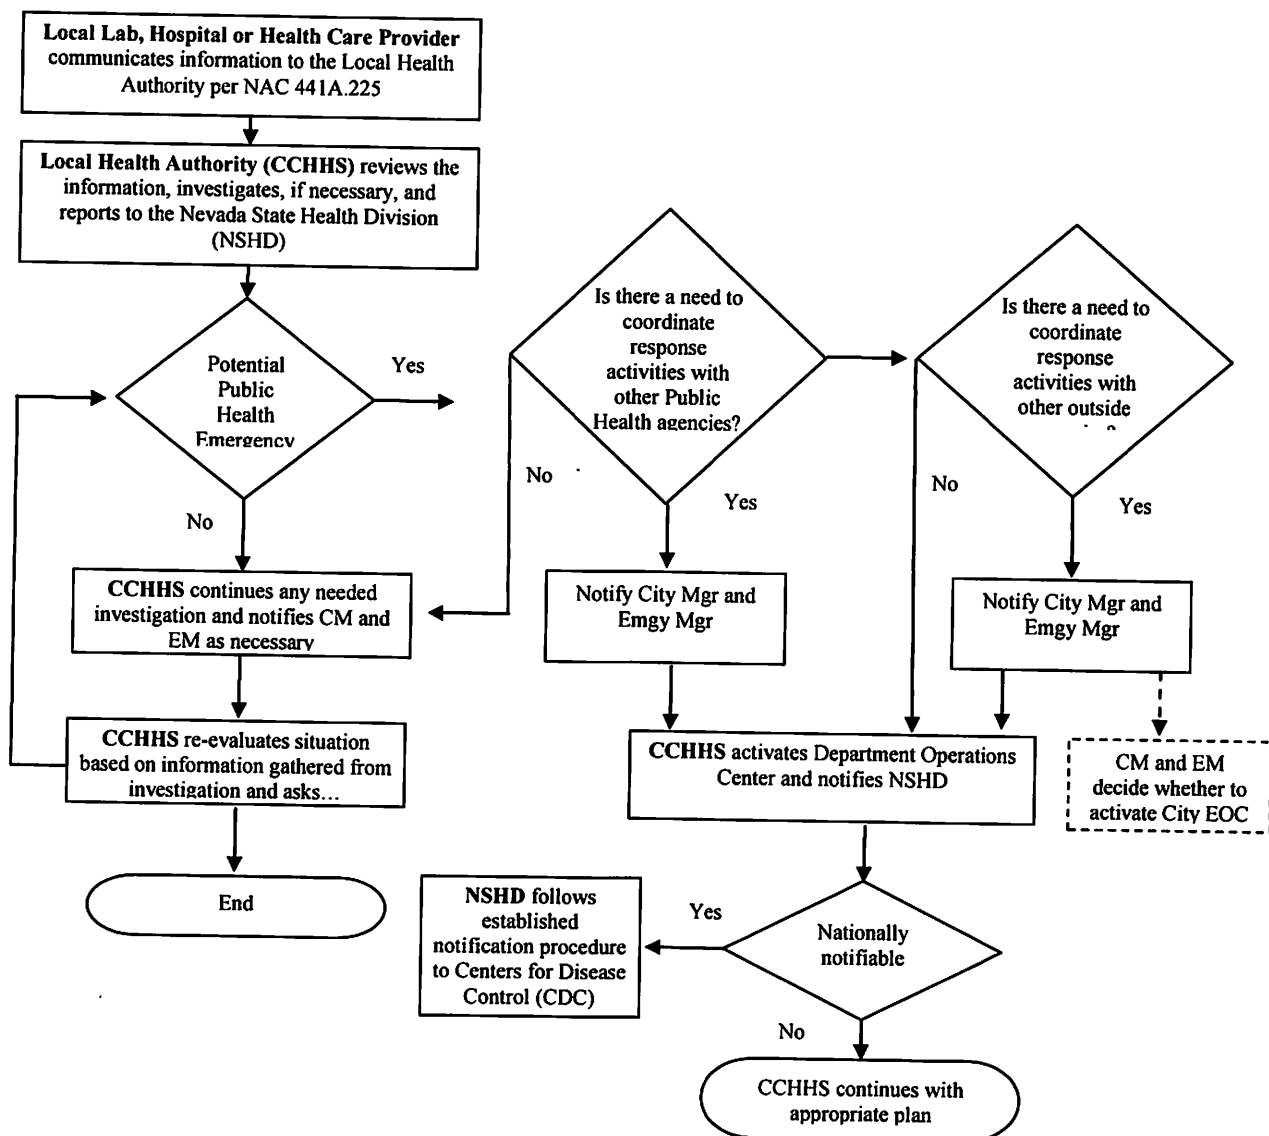 Local Lab, Hospital or Health Care Provider
communicates information to the Local Health
Authority per NAC 441A.225
Local Health Authority (CCHHS) reviews the
information, investigates, if necessary, and
reports to the Nevada State Health Division
(NSHD)
Potential
Public
Health
Emergency
Yes
No
CCHHS continues any needed
investigation and notifies CM and
EM as necessary
CCHHS re-evaluates situation
based on information gathered from
investigation and asks...
End
Is there a need to
coordinate
response
activities with
other Public
Health agencies?
No
Yes
Notify City Mgr and
Emgy Mgr
Is there a need to
coordinate
response
activities with
other outside
No
Yes
Notify City Mgr and
Emgy Mgr
CCHHS activates Department Operations
Center and notifies NSHD
CM and EM
decide whether to
activate City EOC
Nationally
notifiable
Yes
NSHD follows
established
notification procedure
to Centers for Disease
Control (CDC)
No
CCHHS continues with
appropriate plan